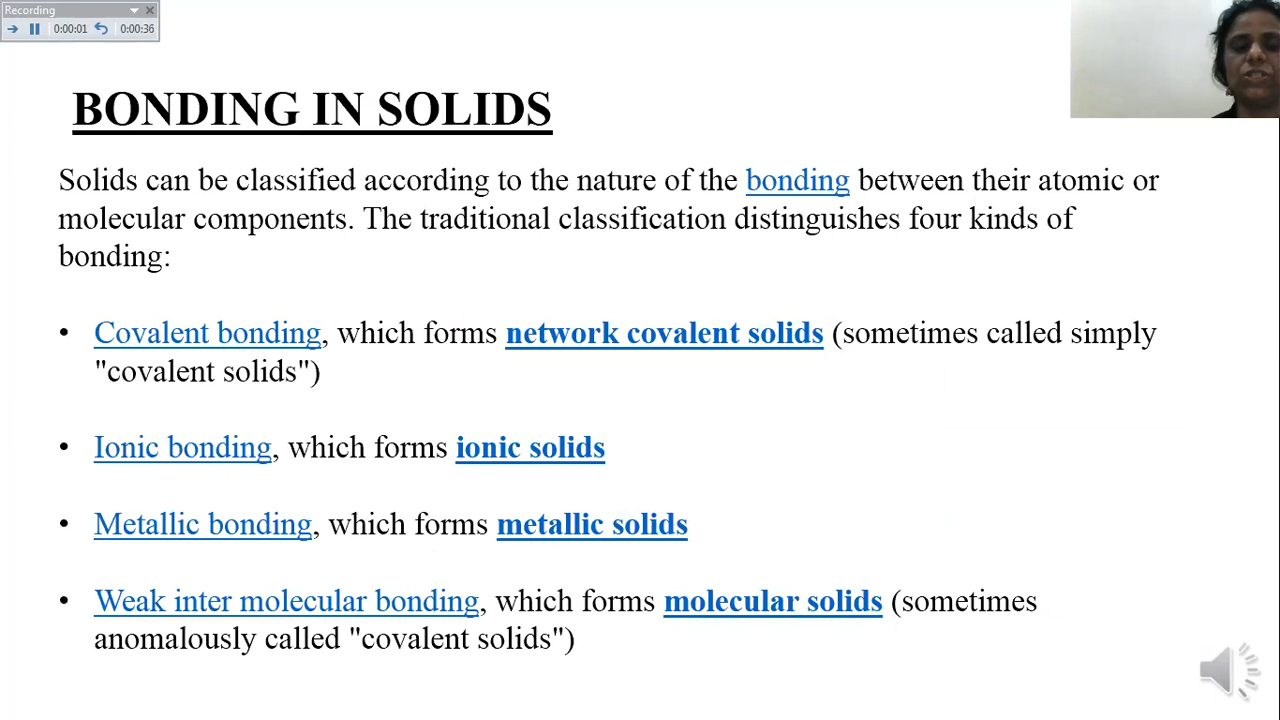 Recording
0:00:01 0:00:36
BONDING IN SOLIDS
Solids can be classified according to the nature of the bonding between their atomic or
molecular components. The traditional classification distinguishes four kinds of
bonding:
• Covalent bonding, which forms network covalent solids (sometimes called simply
"covalent solids")
• Ionic bonding, which forms ionic solids
• Metallic bonding, which forms metallic solids
• Weak inter molecular bonding, which forms molecular solids (sometimes
anomalously called "covalent solids")